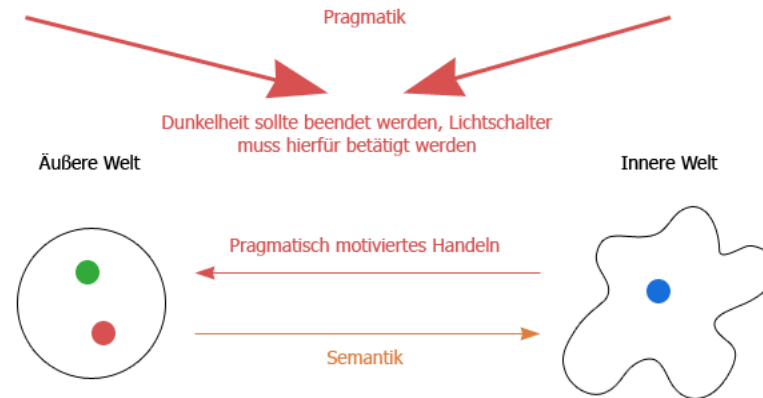 Pragmatik
Dunkelheit sollte beendet werden, Lichtschalter
muss hierfür betätigt werden
Äußere Welt
Innere Welt
Pragmatisch motiviertes Handeln
Semantik